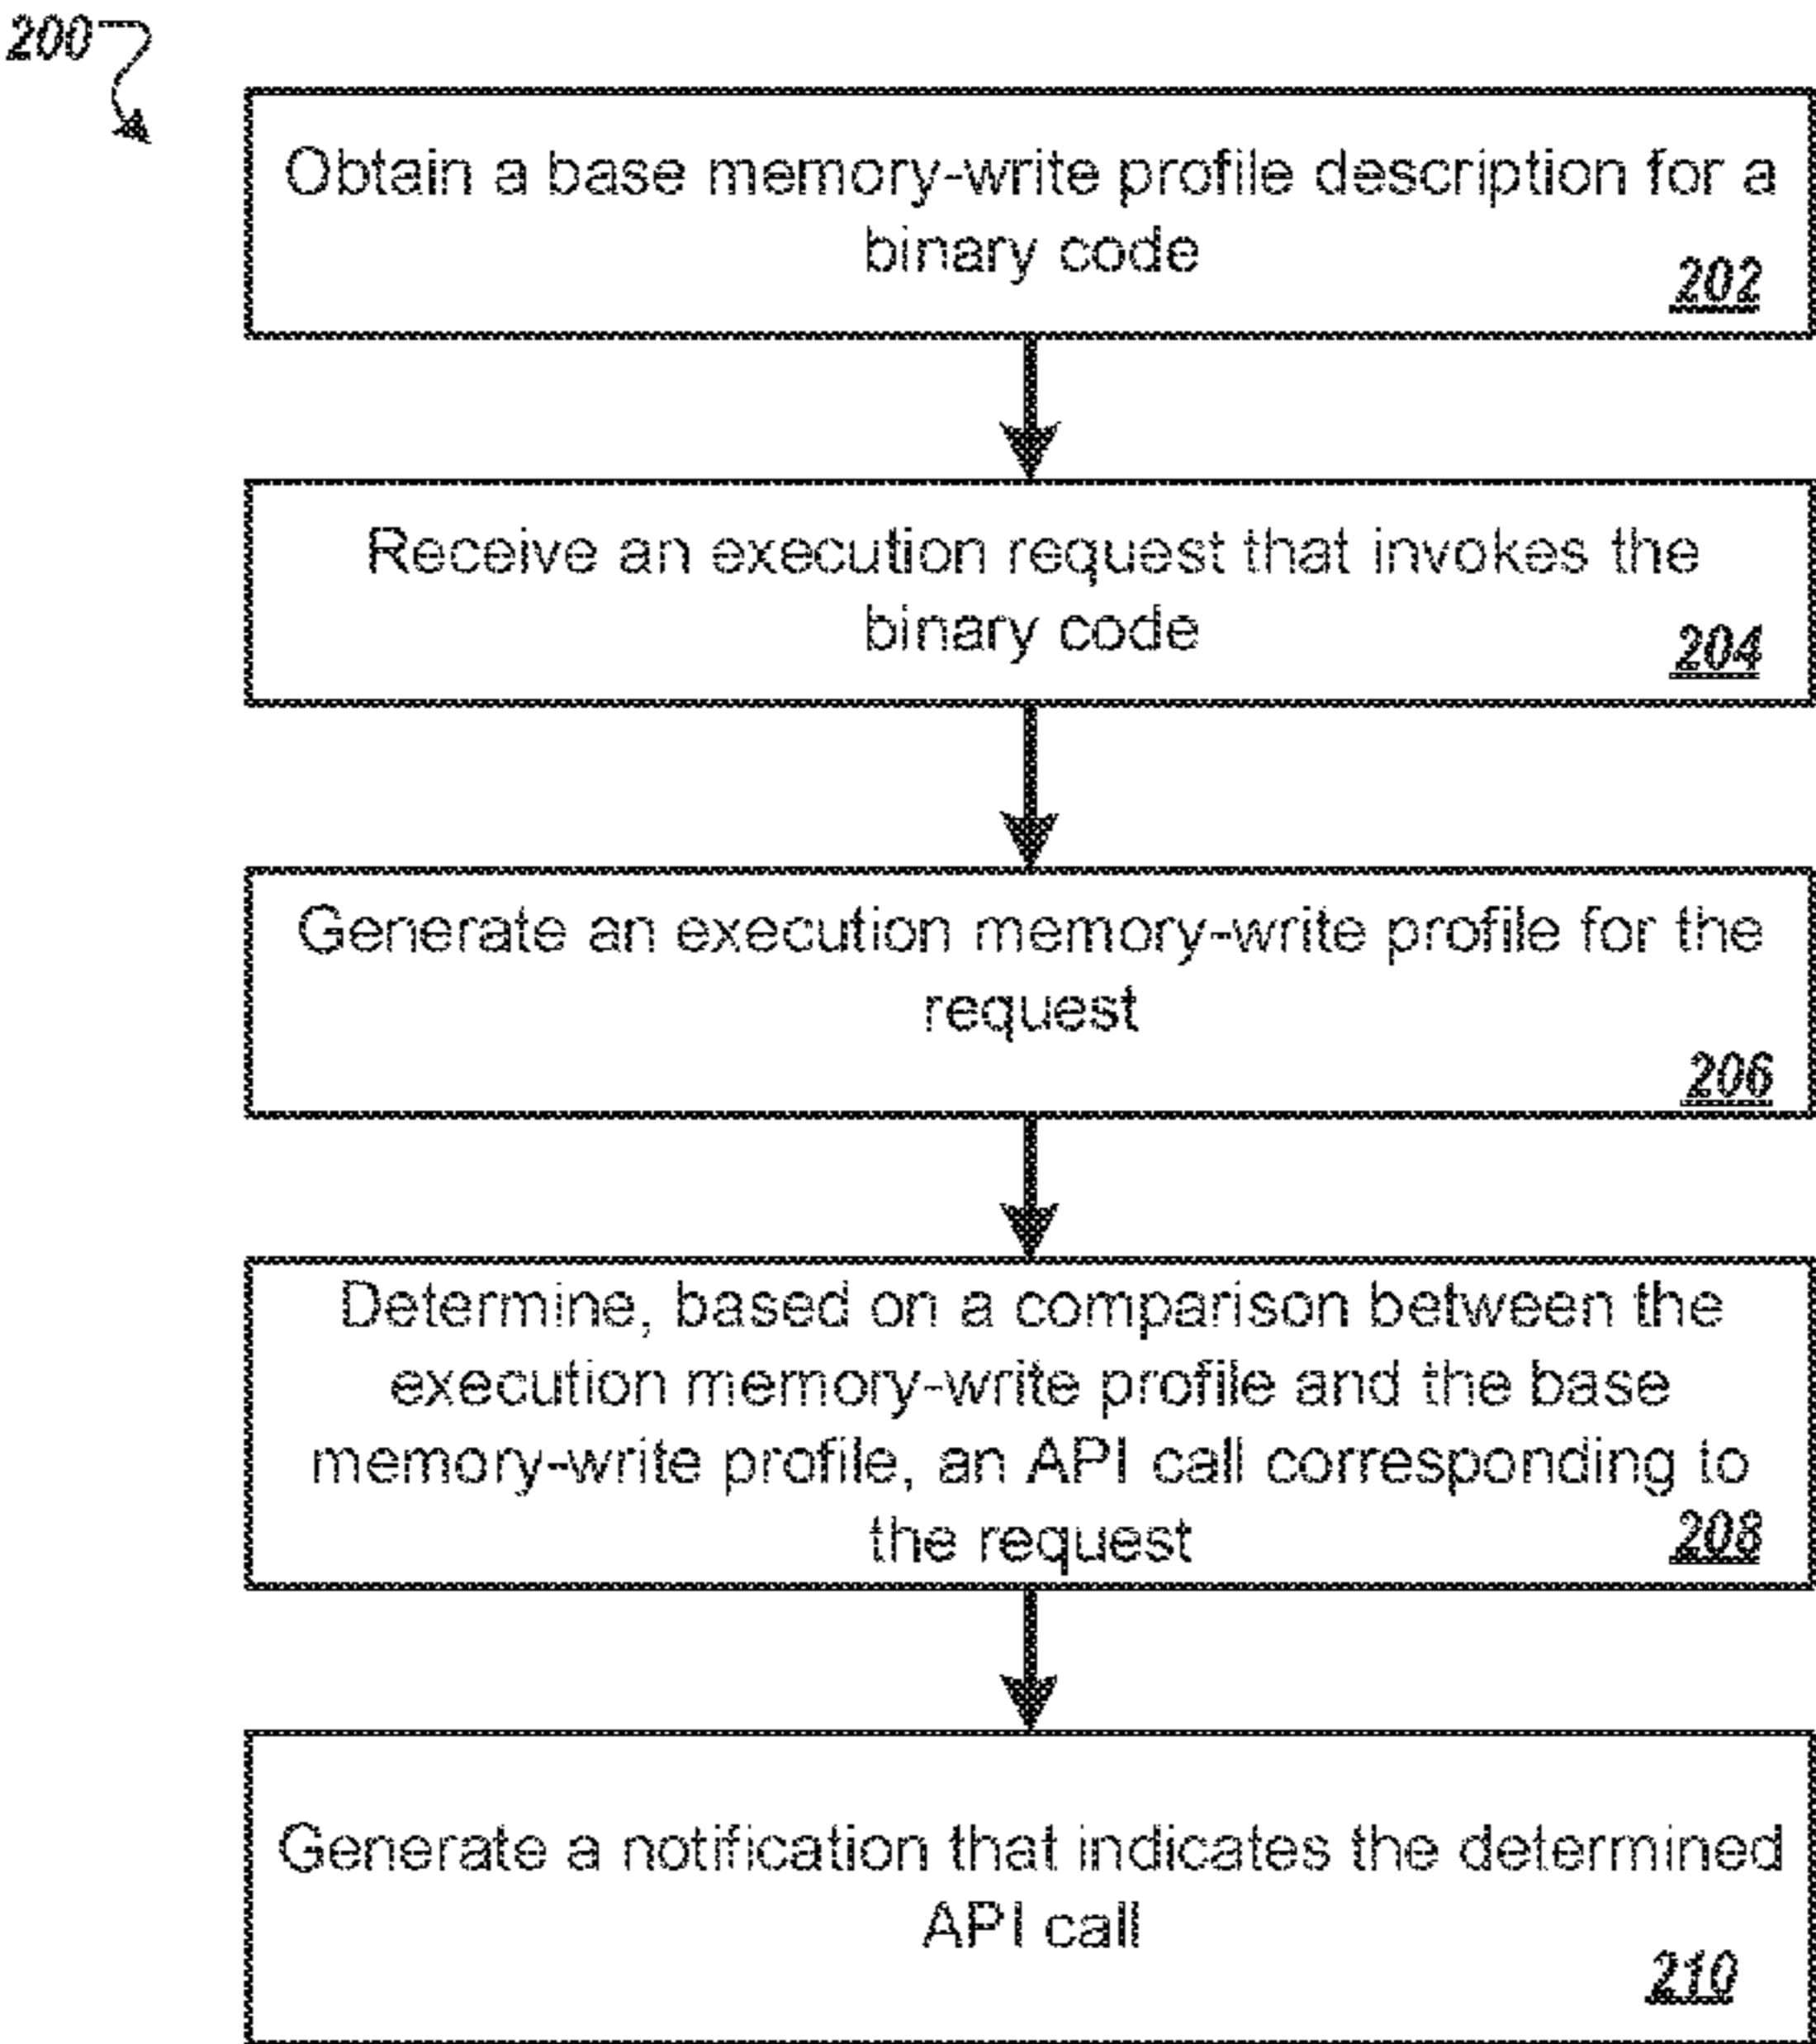 200
Obtain a base memory-write profile description for a
binary code
202
Receive an execution request that invokes the
binary code
204
Generate an execution memory-write profile for the
request
206
Determine, based on a comparison between the
execution memory-write profile and the base
memory-write profile, an API call corresponding to
the request
208
Generate a notification that indicates the determined
API call
210